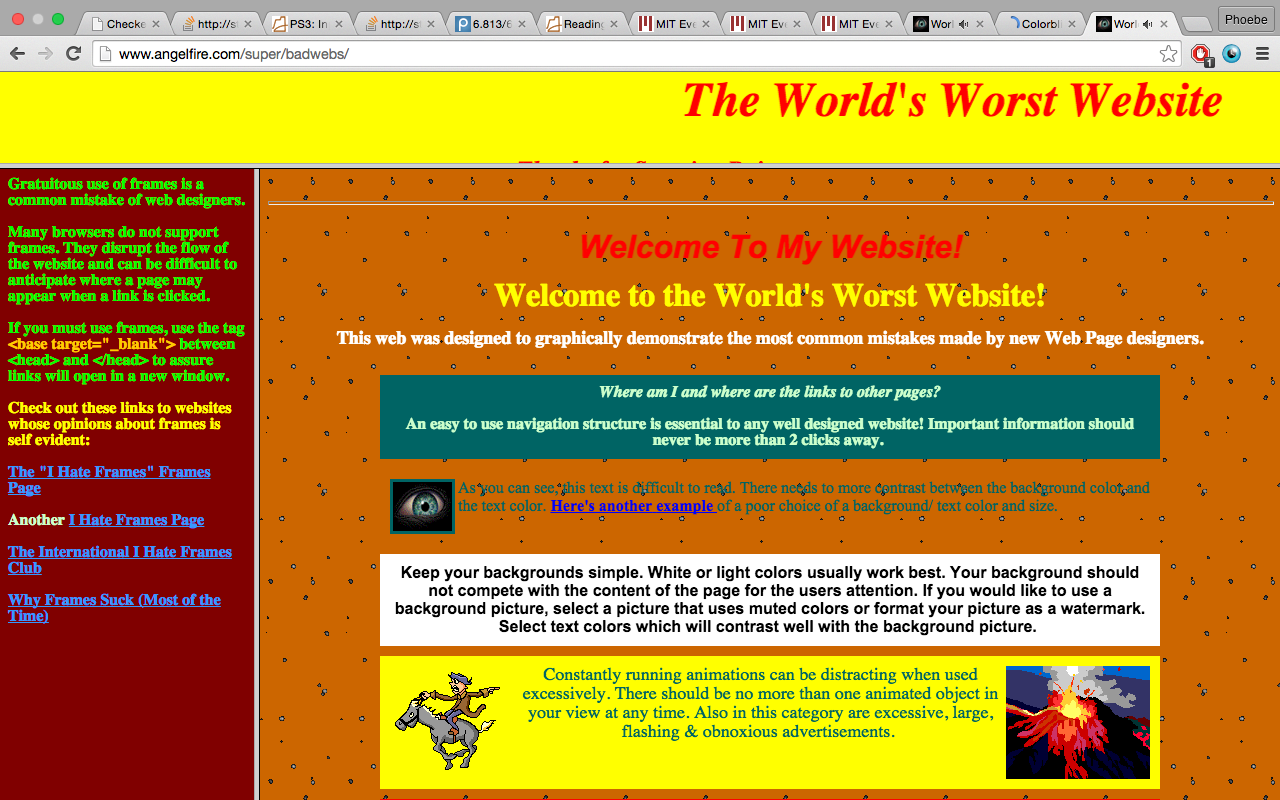 Checke
http://sl
PS3: In
http://sl
6.813/6
Reading
MIT Eve
MIT Eve
MIT Eve
Worl
Colorbl
Worl
Phoebe
www.angelfire.com/super/badwebs/
1
The World's Worst Website
Gratuitous use of frames is a
common mistake of web designers.
Many browsers do not support
frames. They disrupt the flow of
the website and can be difficult to
anticipate where a page may
appear when a link is clicked.
If you must use frames, use the tag
<base target="_blank"> between
<head> and </head> to assure
links will open in a new window.
Check out these links to websites
whose opinions about frames is
self evident:
The "I Hate Frames" Frames
Page
Another I Hate Frames Page
The International I Hate Frames
Club
Why Frames Suck (Most of the
Time)
Welcome To My Website!
Welcome to the World's Worst Website!
This web was designed to graphically demonstrate the most common mistakes made by new Web Page designers.
Where am I and where are the links to other pages?
An easy to use navigation structure is essential to any well designed website! Important information should
never be more than 2 clicks away.
As you can see, this text is difficult to read. There needs to more contrast between the background color and
the text color. Here's another example of a poor choice of a background/ text color and size.
Keep your backgrounds simple. White or light colors usually work best. Your background should
not compete with the content of the page for the users attention. If you would like to use a
background picture, select a picture that uses muted colors or format your picture as a watermark.
Select text colors which will contrast well with the background picture.
Constantly running animations can be distracting when used
excessively. There should be no more than one animated object in
your view at any time. Also in this category are excessive, large,
flashing & obnoxious advertisements.